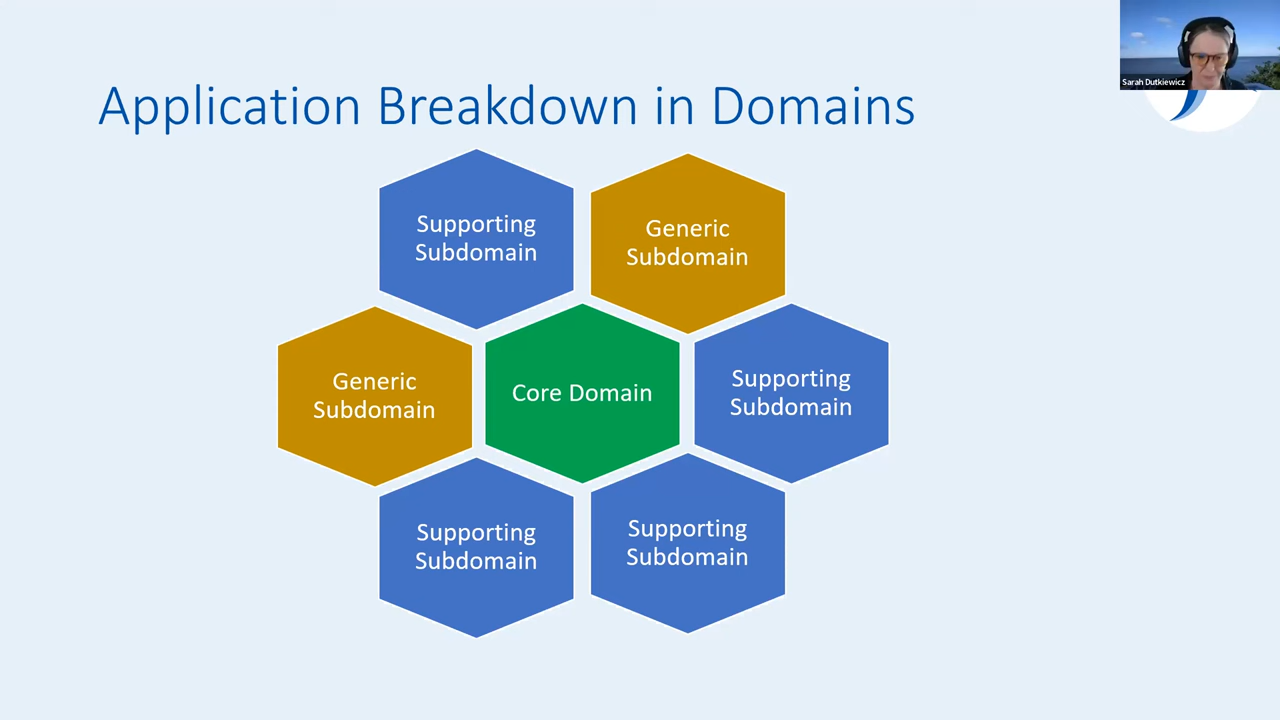 Sarah Dutkiewicz
Application Breakdown in Domains
Supporting
Subdomain
Generic
Subdomain
Generic
Subdomain
Core Domain
Supporting
Subdomain
Supporting
Subdomain
Supporting
Subdomain